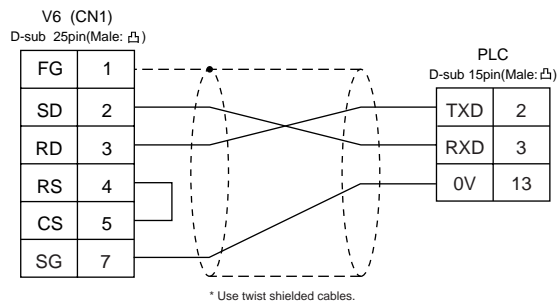 V6 (CN1)
D-sub 25pin(Male: 凸)
FG 1
SD 2
RD 3
RS 4
CS 5
SG 7
PLC
D-sub 15pin(Male: 凸)
TXD 2
RXD 3
0V 13
* Use twist shielded cables.